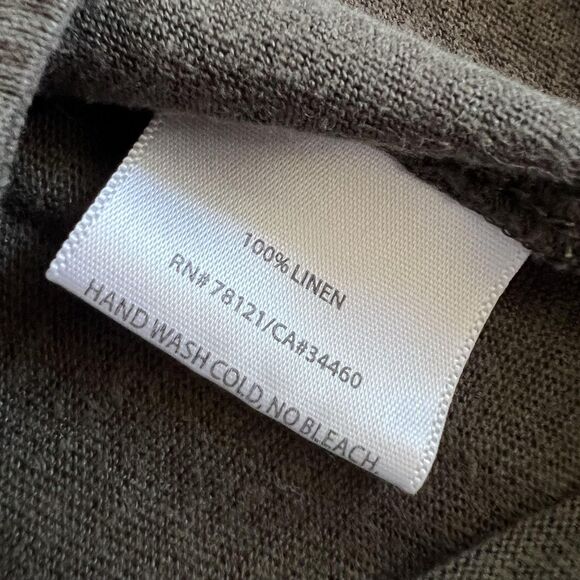 100% LINEN
RN# 78121/CA#34460
HAND WASH COLD, NO BLEACH,